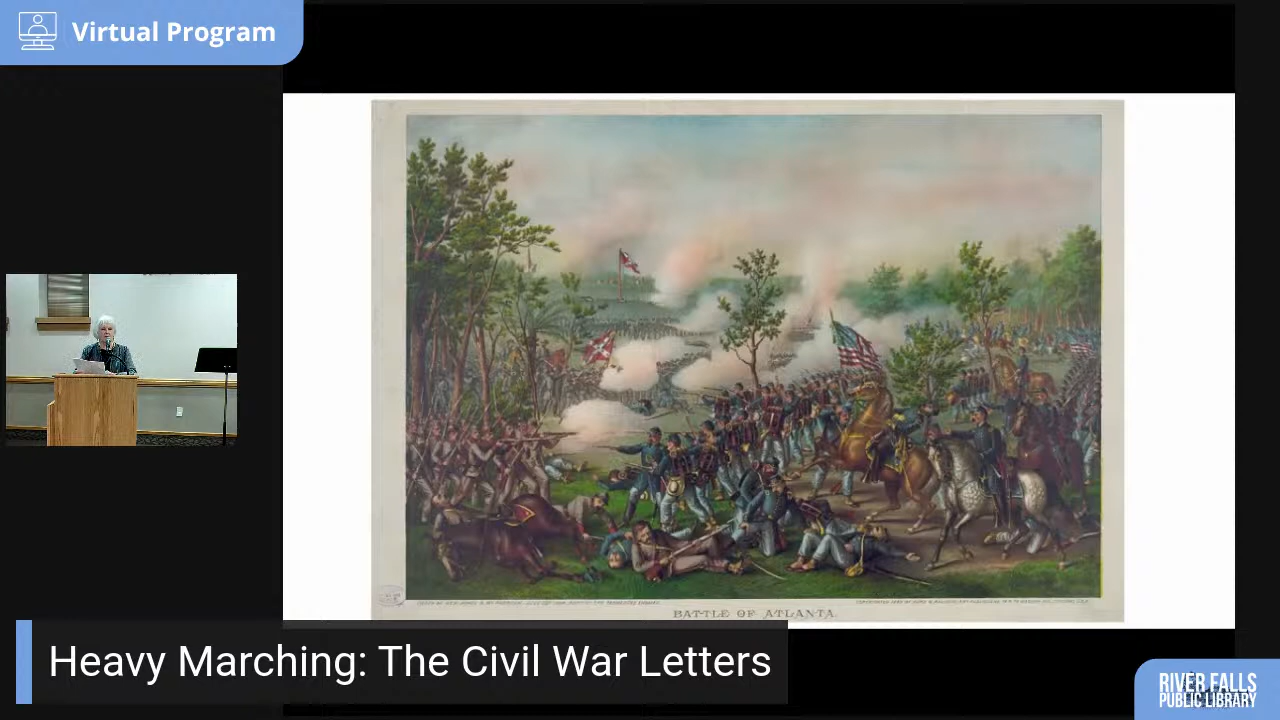 Virtual Program
BATTLE OF ATLANTA.
Heavy Marching: The Civil War Letters
RIVER FALLS
PUBLIC LIBRARY